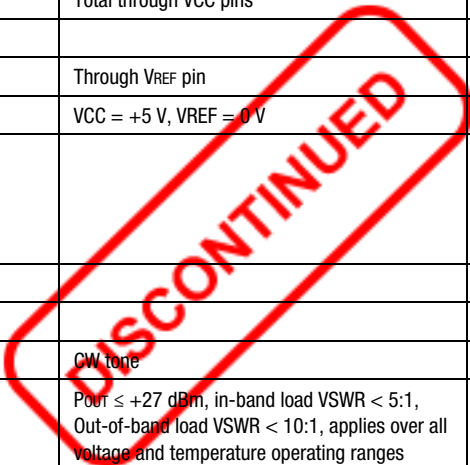 Total through VCC pins
Through VREF pin
VCC = +5 V, VREF = 0 V
DISCONTINUED
CW tone
POUT ≤ +27 dBm, in-band load VSWR < 5:1,
Out-of-band load VSWR < 10:1, applies over all
voltage and temperature operating ranges